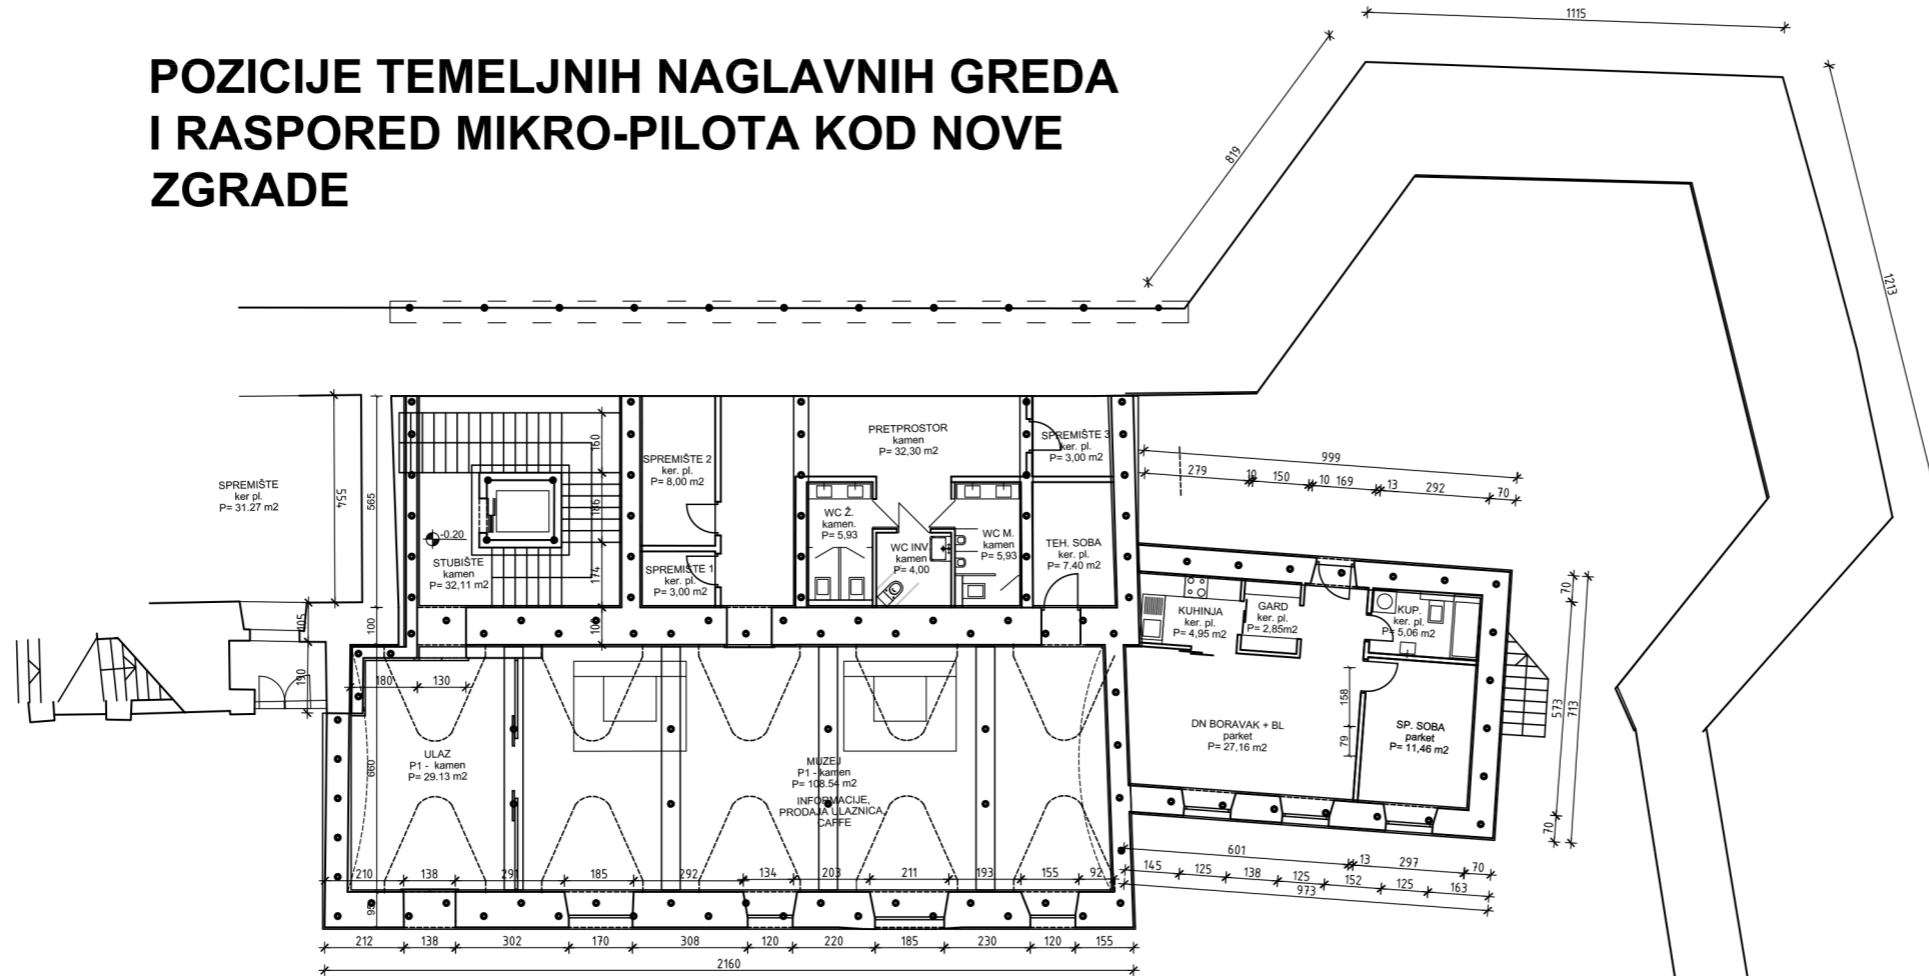 POZICIJE TEMELJNIH NAGLAVNIH GREDA
I RASPORED MIKRO-PILOTA KOD NOVE
ZGRADE
1115
819
1213
SPREMIŠTE
ker pl.
P= 31.27 m2
554
565
105
190
100
-0.20
STUBIŠTE
kamen
P= 32,11 m2
160
186
174
SPREMIŠTE 2
ker. pl.
P= 8,00 m2
SPREMIŠTE 1
ker. pl.
P= 3,00 m2
PRETPROSTOR
kamen
P= 32,30 m2
SPREMIŠTE 3
ker. pl.
P= 3,00 m2
WC Ž.
kamen.
P= 5,93
WC INV
kamen
P= 4,00
WC M.
kamen
P= 5,93
TEH. SOBA
ker. pl.
P= 7.40 m2
999
279
10
150
10
169
13
292
70
KUHINJA
ker. pl.
P= 4,95 m2
GARD
ker. pl.
P= 2,85m2
KUP.
ker. pl.
P= 5,06 m2
70
573
713
70
158
79
DN BORAVAK + BL
parket
P= 27,16 m2
SP. SOBA
parket
P= 11,46 m2
180
130
660
ULAZ
P1 - kamen
P= 29.13 m2
MUZEJ
P1 - kamen
P= 108.54 m2
INFORMACIJE,
PRODAJA ULAZNICA,
CAFFE
210
138
291
185
292
134
203
211
193
155
92
601
13
297
70
145
125
138
125
152
125
163
973
212
138
302
170
308
120
220
185
230
120
155
2160